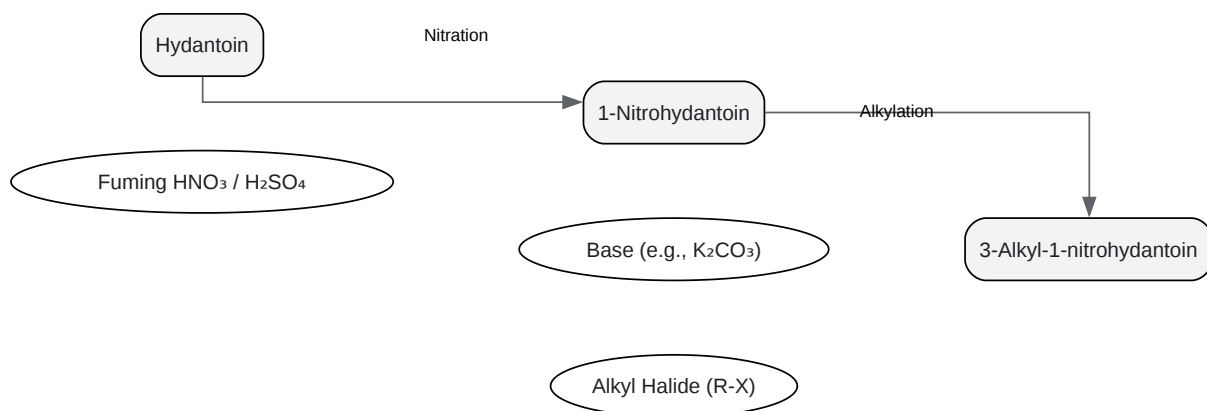 Hydantoin
Nitration
1-Nitrohydantoin
Alkylation
Fuming HNO₃ / H₂SO₄
Base (e.g., K₂CO₃)
3-Alkyl-1-nitrohydantoin
Alkyl Halide (R-X)